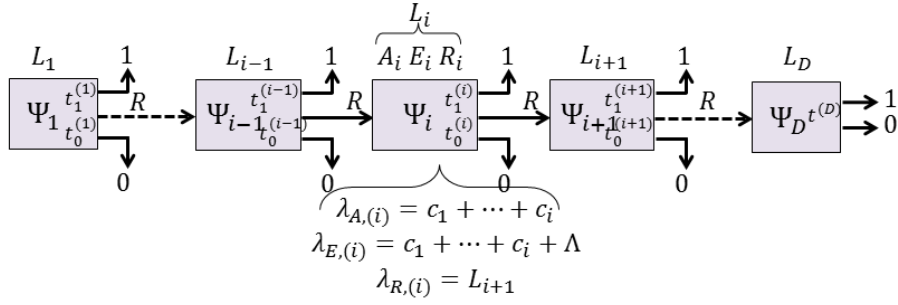 L_i
L_1 1 L_{i-1} 1 A_i E_i R_i 1 L_{i+1} 1 L_D
Ψ_1 t_1^{(1)} t_0^{(1)} R Ψ_{i-1} t_1^{(i-1)} t_0^{(i-1)} R Ψ_i t_1^{(i)} t_0^{(i)} R Ψ_{i+1} t_1^{(i+1)} t_0^{(i+1)} R Ψ_D t^{(D)} 1 0
0 0 0 0
λ_{A,(i)} = c_1 + ⋯ + c_i
λ_{E,(i)} = c_1 + ⋯ + c_i + Λ
λ_{R,(i)} = L_{i+1}